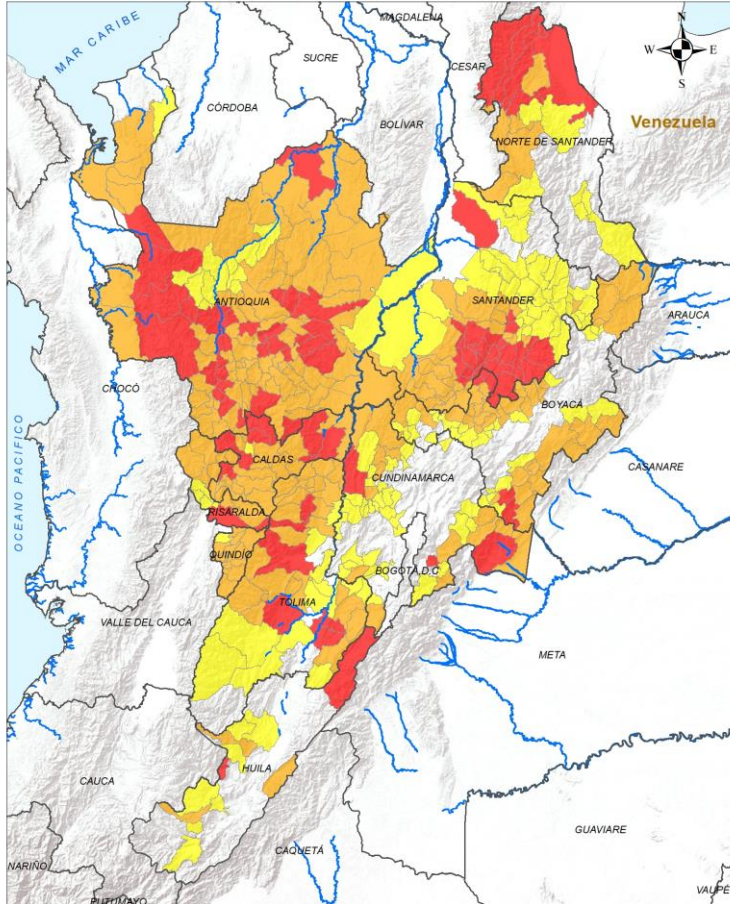 MAGDALENA
N
MAR CARIBE
SUCRE
W
E
CESAR
S
CÓRDOBA
BOLÍVAR
Venezuela
NORTE DE SANTANDER
ANTIOQUIA
SANTANDER
ARAUCA
CHOCÓ
BOYACÁ
CALDAS
CUNDINAMARCA
CASANARE
OCEANO PACIFICO
RISARALDA
QUINDÍO
BOGOTÁ, D.C
TOLIMA
VALLE DEL CAUCA
META
HUILA
CAUCA
GUAVIARE
CAQUETÁ
NARIÑO
PUTUMAYO
VAUPÉ